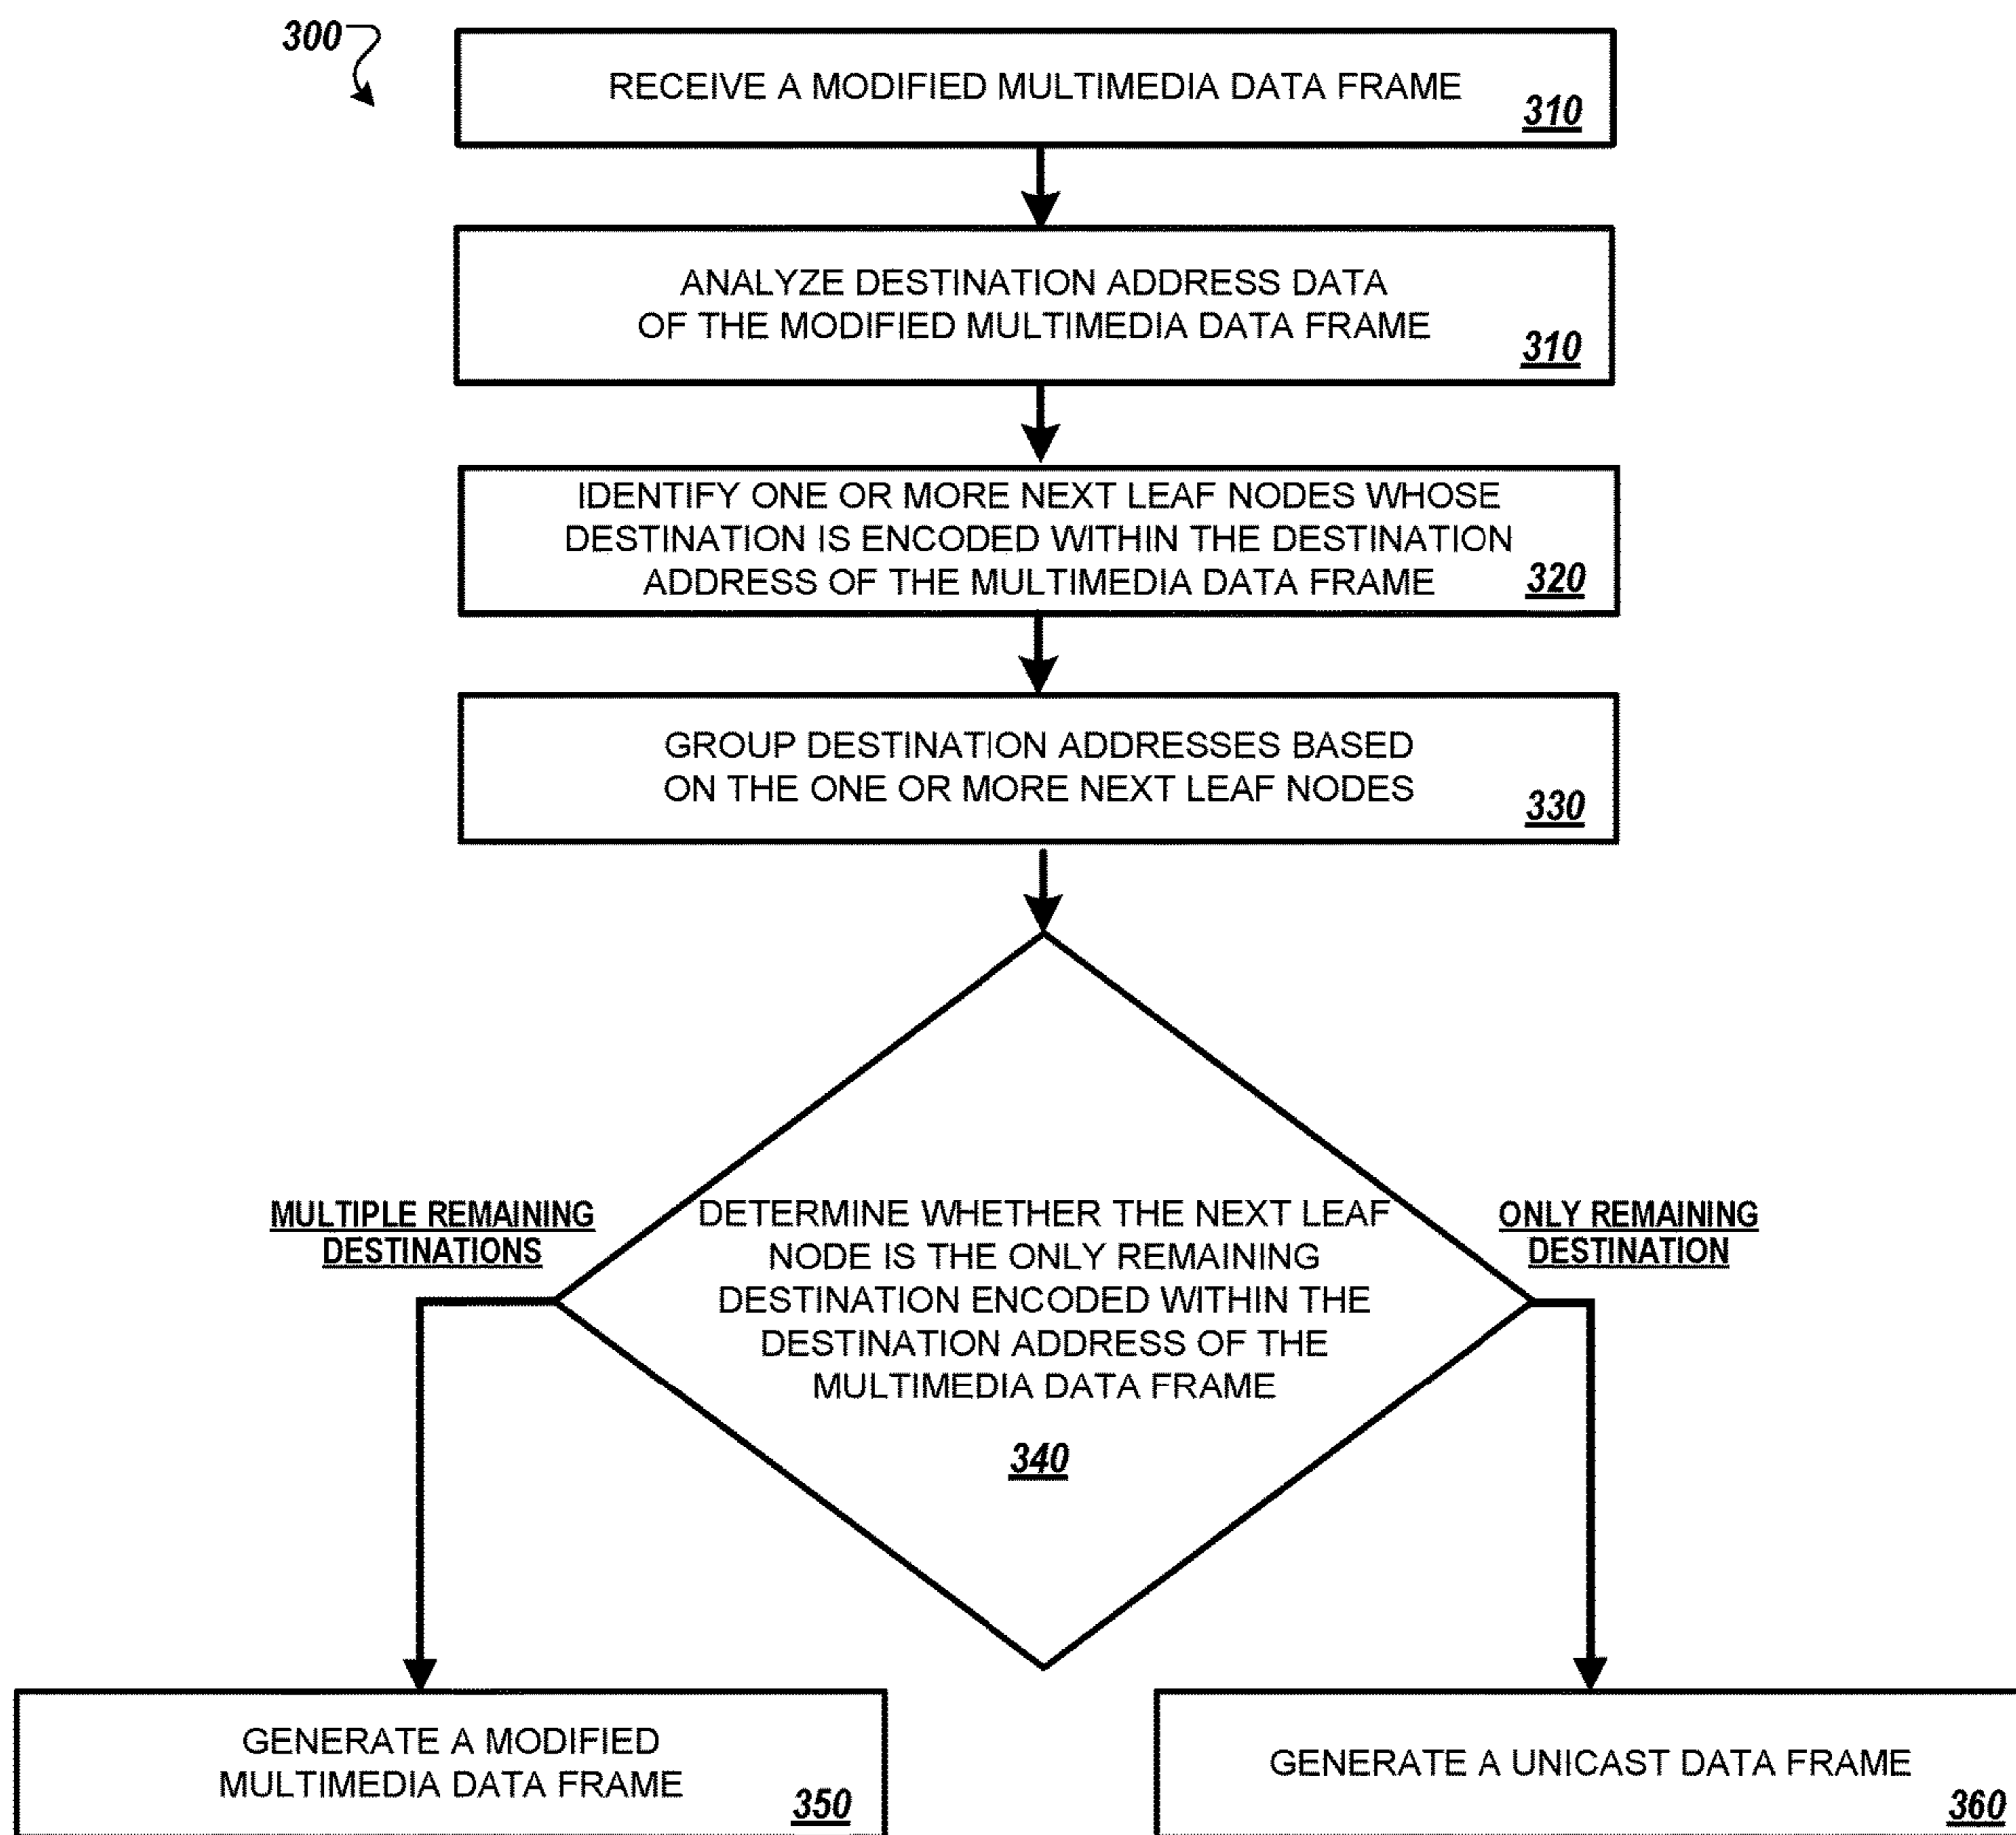 300
RECEIVE A MODIFIED MULTIMEDIA DATA FRAME
310
ANALYZE DESTINATION ADDRESS DATA
OF THE MODIFIED MULTIMEDIA DATA FRAME
310
IDENTIFY ONE OR MORE NEXT LEAF NODES WHOSE
DESTINATION IS ENCODED WITHIN THE DESTINATION
ADDRESS OF THE MULTIMEDIA DATA FRAME
320
GROUP DESTINATION ADDRESSES BASED
ON THE ONE OR MORE NEXT LEAF NODES
330
MULTIPLE REMAINING
DESTINATIONS
DETERMINE WHETHER THE NEXT LEAF
NODE IS THE ONLY REMAINING
DESTINATION ENCODED WITHIN THE
DESTINATION ADDRESS OF THE
MULTIMEDIA DATA FRAME
340
ONLY REMAINING
DESTINATION
GENERATE A MODIFIED
MULTIMEDIA DATA FRAME
350
GENERATE A UNICAST DATA FRAME
360